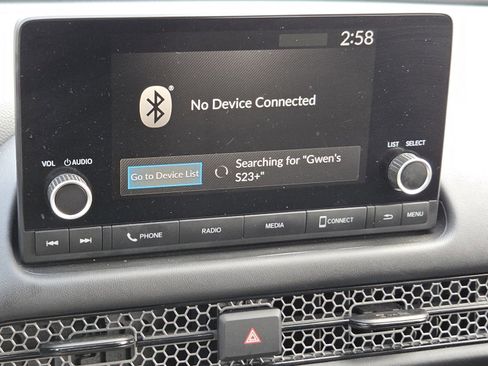 2:58
No Device Connected
VOL
AUDIO
LIST
SELECT
Go to Device List
Searching for "Gwen's
S23+"
PHONE
RADIO
MEDIA
CONNECT
MENU